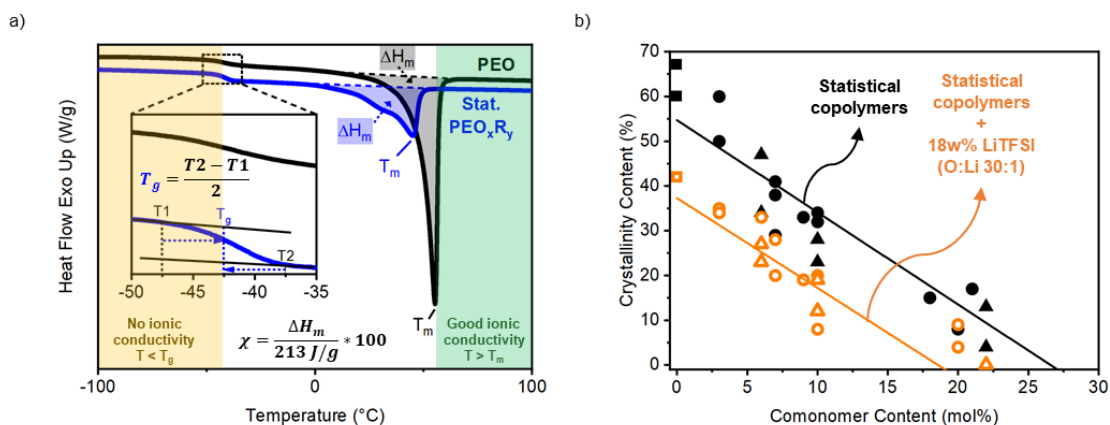 a)
b)
Heat Flow Exo Up (W/g)
ΔHm
PEO
Stat.
PEOxRy
ΔHm
Tm
Tg = T2 − T1 / 2
T1
Tg
T2
-50 -45 -40 -35
Tm
No ionic
conductivity
T < Tg
χ = ΔHm / 213 J/g * 100
Good ionic
conductivity
T > Tm
-100 0 100
Temperature (°C)
Crystallinity Content (%)
70
60
50
40
30
20
10
0
Statistical
copolymers
Statistical
copolymers
+
18w% LiTFSI
(O:Li 30:1)
0 5 10 15 20 25 30
Comonomer Content (mol%)